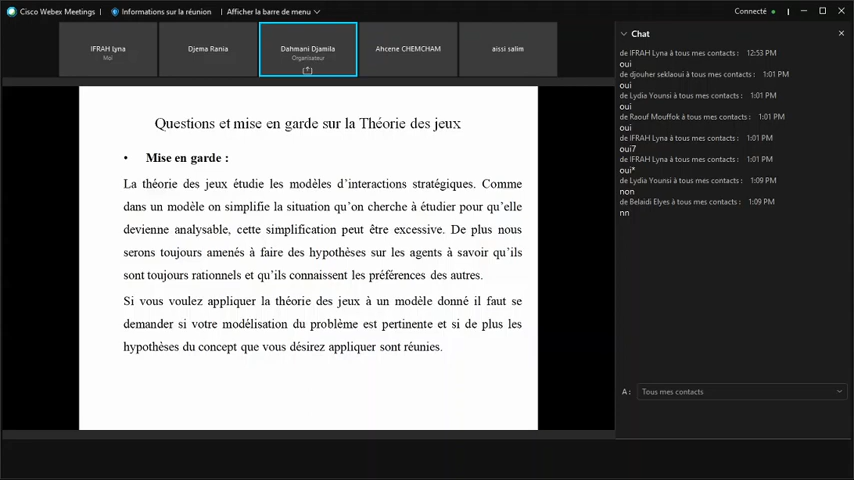 Cisco Webex Meetings
Informations sur la réunion
Afficher la barre de menu
Connecté
IFRAH Lyna
Moi
Djema Rania
Dahmani Djamila
Organisateur
Ahcene CHEMCHAM
aissi salim
Questions et mise en garde sur la Théorie des jeux
• Mise en garde :
La théorie des jeux étudie les modèles d’interactions stratégiques. Comme
dans un modèle on simplifie la situation qu’on cherche à étudier pour qu’elle
devienne analysable, cette simplification peut être excessive. De plus nous
serons toujours amenés à faire des hypothèses sur les agents à savoir qu’ils
sont toujours rationnels et qu’ils connaissent les préférences des autres.
Si vous voulez appliquer la théorie des jeux à un modèle donné il faut se
demander si votre modélisation du problème est pertinente et si de plus les
hypothèses du concept que vous désirez appliquer sont réunies.
Chat
de IFRAH Lyna à tous mes contacts : 12:53 PM
oui
de djouher seklaoui à tous mes contacts : 1:01 PM
oui
de Lydia Younsi à tous mes contacts : 1:01 PM
oui
de Raouf Mouffok à tous mes contacts : 1:01 PM
oui
de IFRAH Lyna à tous mes contacts : 1:01 PM
oui7
de IFRAH Lyna à tous mes contacts : 1:01 PM
oui*
de Lydia Younsi à tous mes contacts : 1:09 PM
non
de Belaidi Elyes à tous mes contacts : 1:09 PM
nn
A : Tous mes contacts